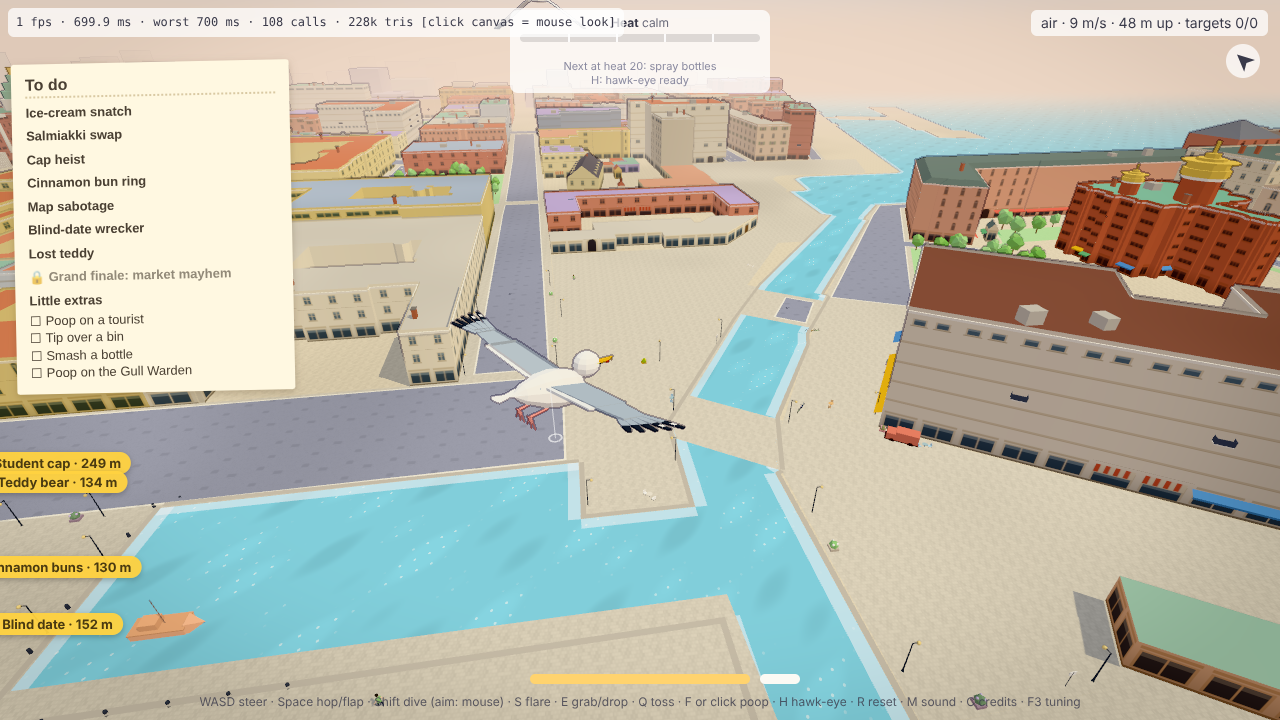 1 fps · 699.9 ms · worst 700 ms · 108 calls · 228k tris [click canvas = mouse look]
eat calm
Next at heat 20: spray bottles
H: hawk-eye ready
air · 9 m/s · 48 m up · targets 0/0
To do
Ice-cream snatch
Salmiakki swap
Cap heist
Cinnamon bun ring
Map sabotage
Blind-date wrecker
Lost teddy
Grand finale: market mayhem
Little extras
Poop on a tourist
Tip over a bin
Smash a bottle
Poop on the Gull Warden
Student cap · 249 m
Teddy bear · 134 m
nnamon buns · 130 m
Blind date · 152 m
WASD steer · Space hop/flap · Shift dive (aim: mouse) · S flare · E grab/drop · Q toss · F or click poop · H hawk-eye · R reset · M sound · C credits · F3 tuning